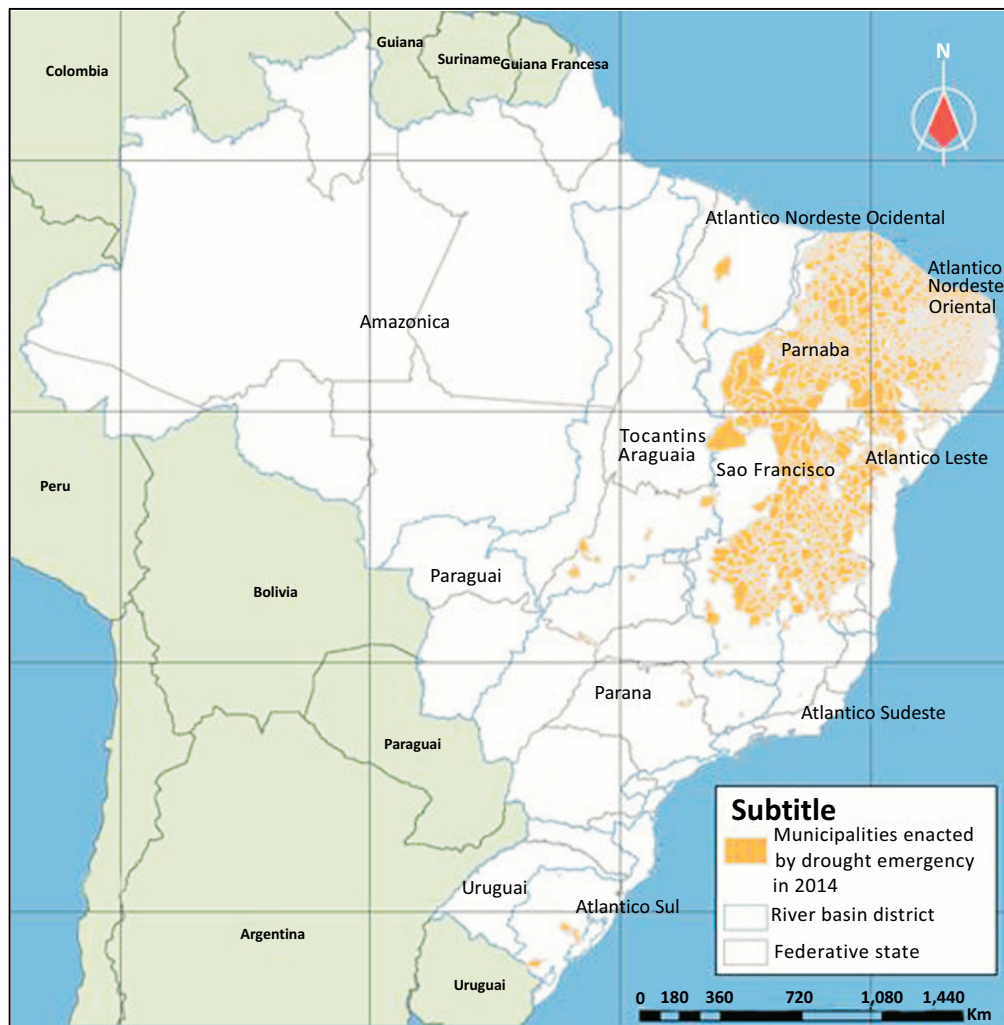 Guiana
Suriname
Guiana Francesa
Colombia
N
Atlantico Nordeste Ocidental
Atlantico
Nordeste
Oriental
Amazonica
Parnaba
Tocantins
Araguaia
Sao Francisco
Atlantico Leste
Peru
Paraguai
Bolivia
Parana
Atlantico Sudeste
Paraguai
Subtitle
Municipalities enacted
by drought emergency
in 2014
River basin district
Federative state
Uruguai
Atlantico Sul
Argentina
Uruguai
0 180 360 720 1,080 1,440
Km